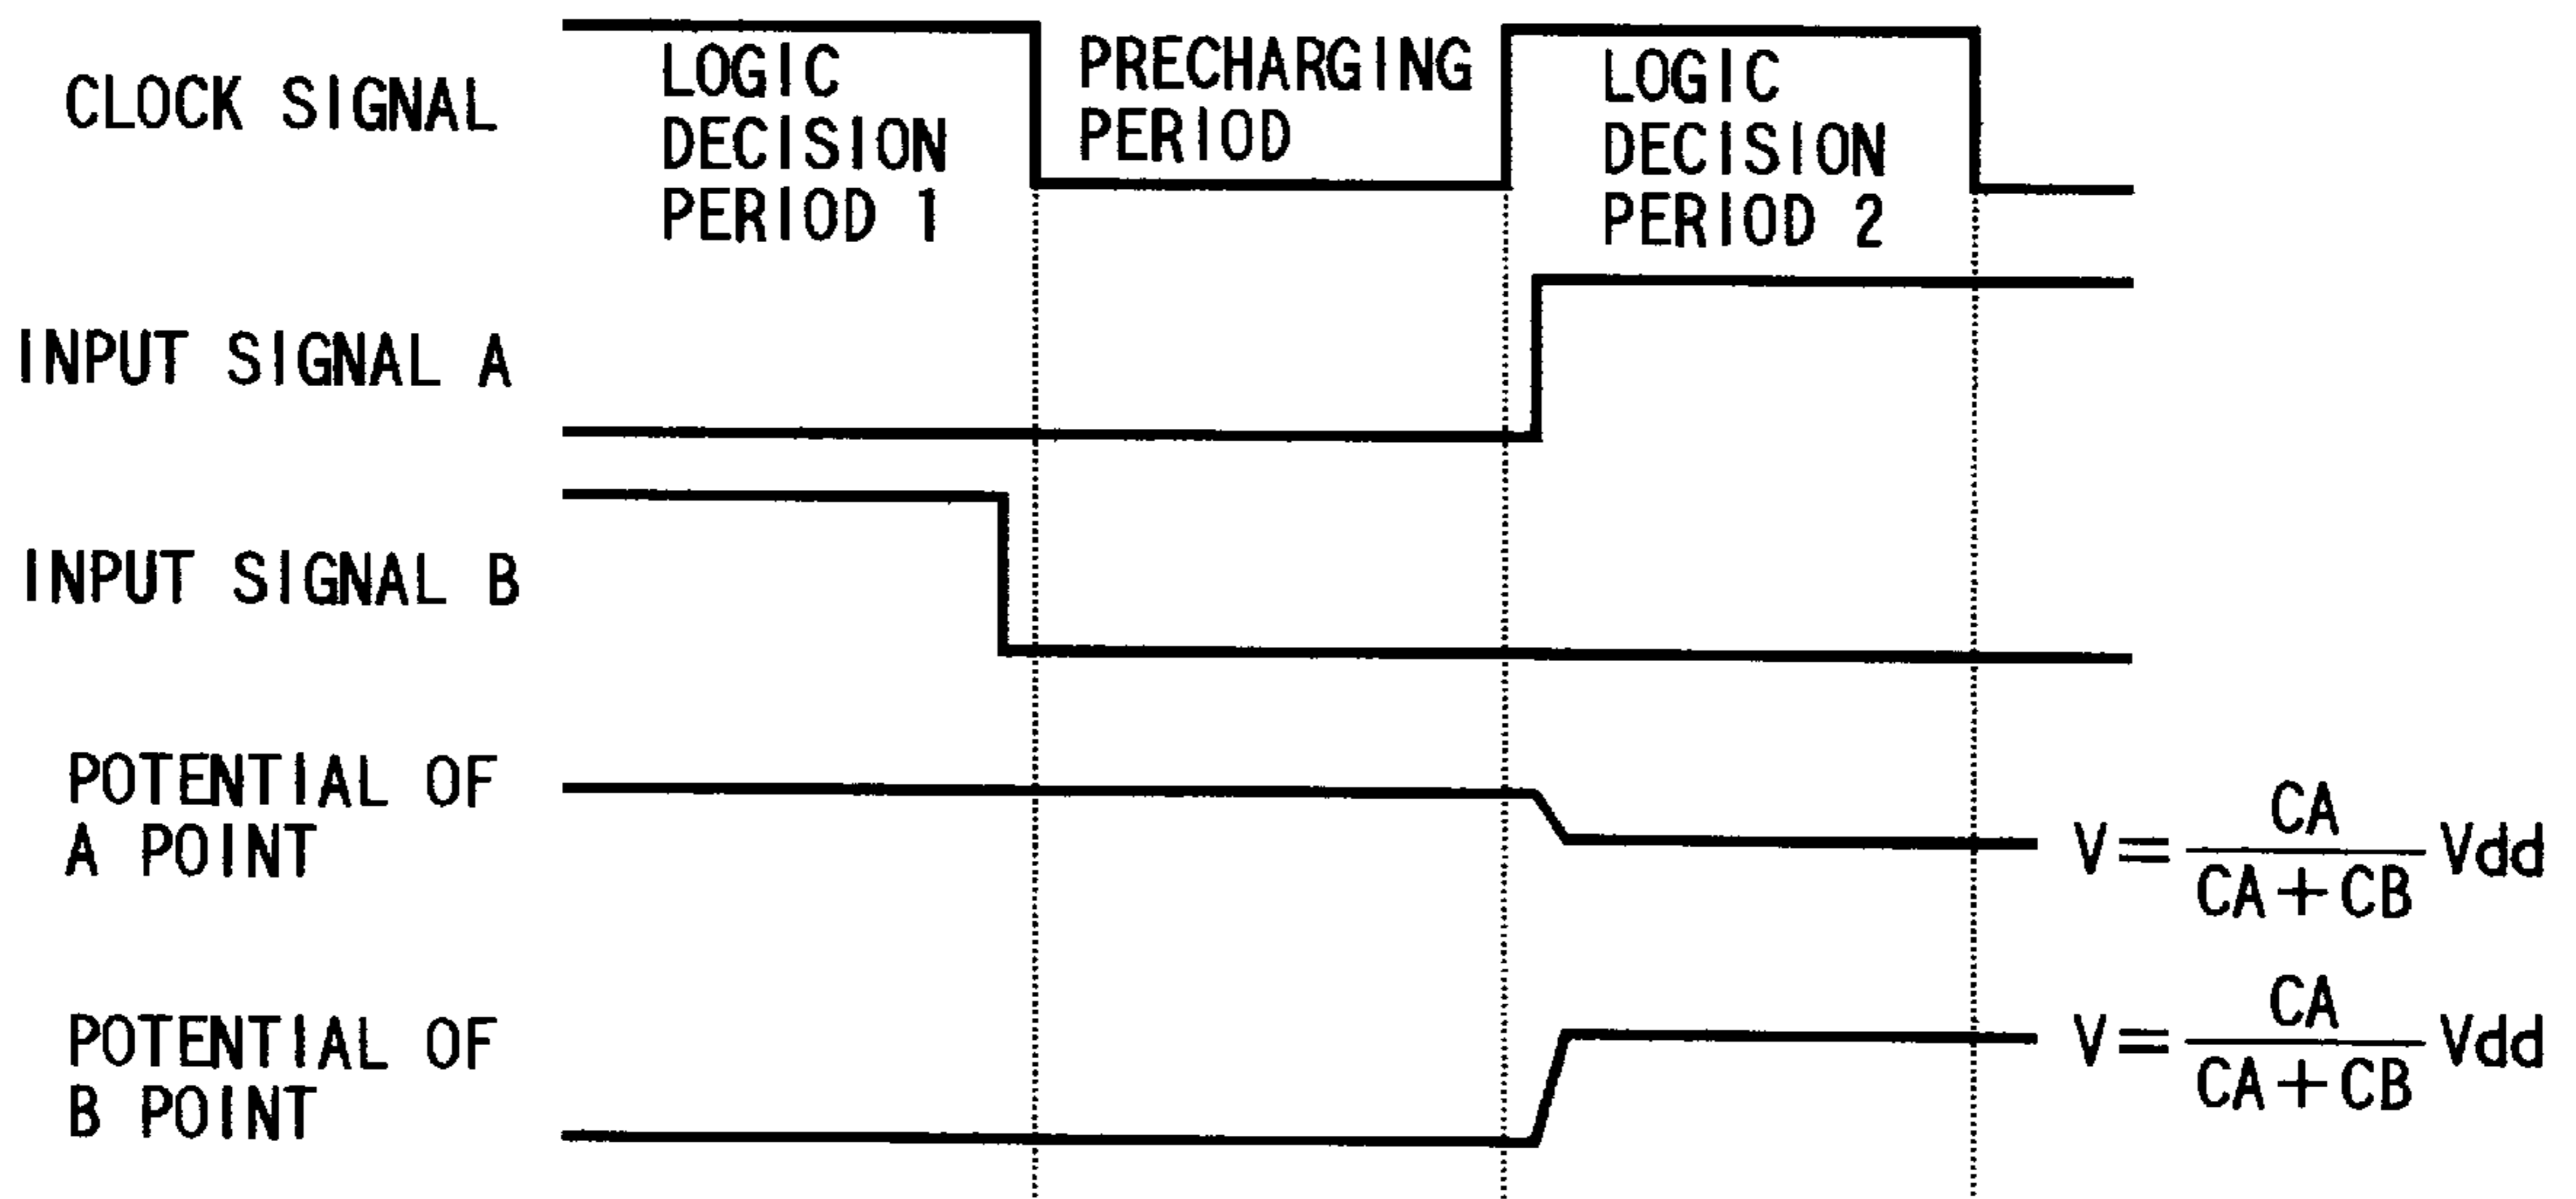 CLOCK SIGNAL
LOGIC
DECISION
PERIOD 1
PRECHARGING
PERIOD
LOGIC
DECISION
PERIOD 2
INPUT SIGNAL A
INPUT SIGNAL B
POTENTIAL OF
A POINT
V=CA/CA+CB Vdd
POTENTIAL OF
B POINT
V=CA/CA+CB Vdd